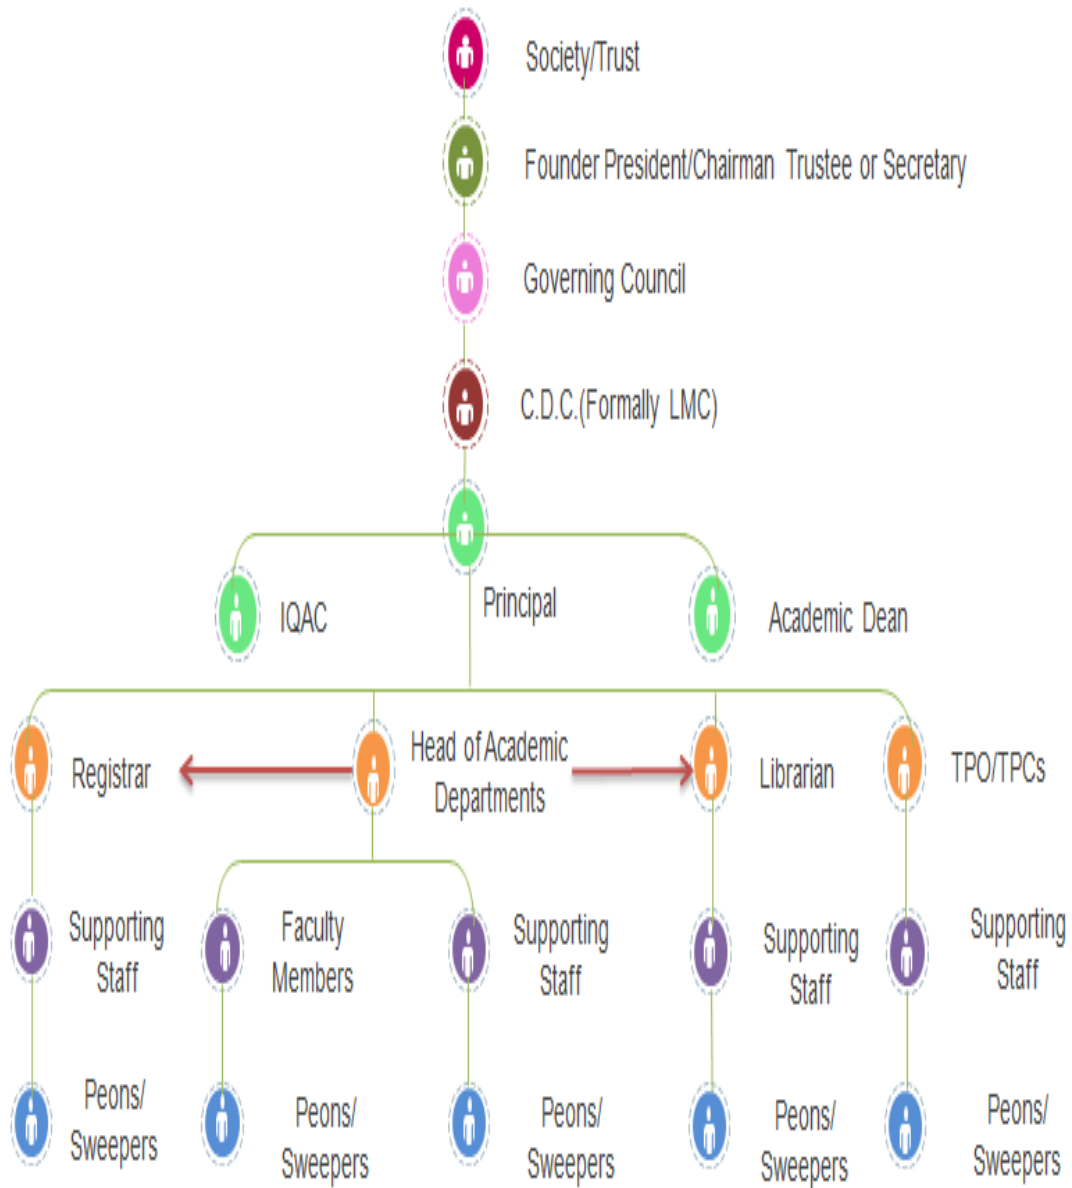 Society/Trust
Founder President/Chairman Trustee or Secretary
Governing Council
C.D.C.(Formally LMC)
Principal
IQAC
Academic Dean
Registrar
Head of Academic
Departments
Librarian
TPO/TPCs
Supporting
Staff
Faculty
Members
Supporting
Staff
Supporting
Staff
Supporting
Staff
Peons/
Sweepers
Peons/
Sweepers
Peons/
Sweepers
Peons/
Sweepers
Peons/
Sweepers